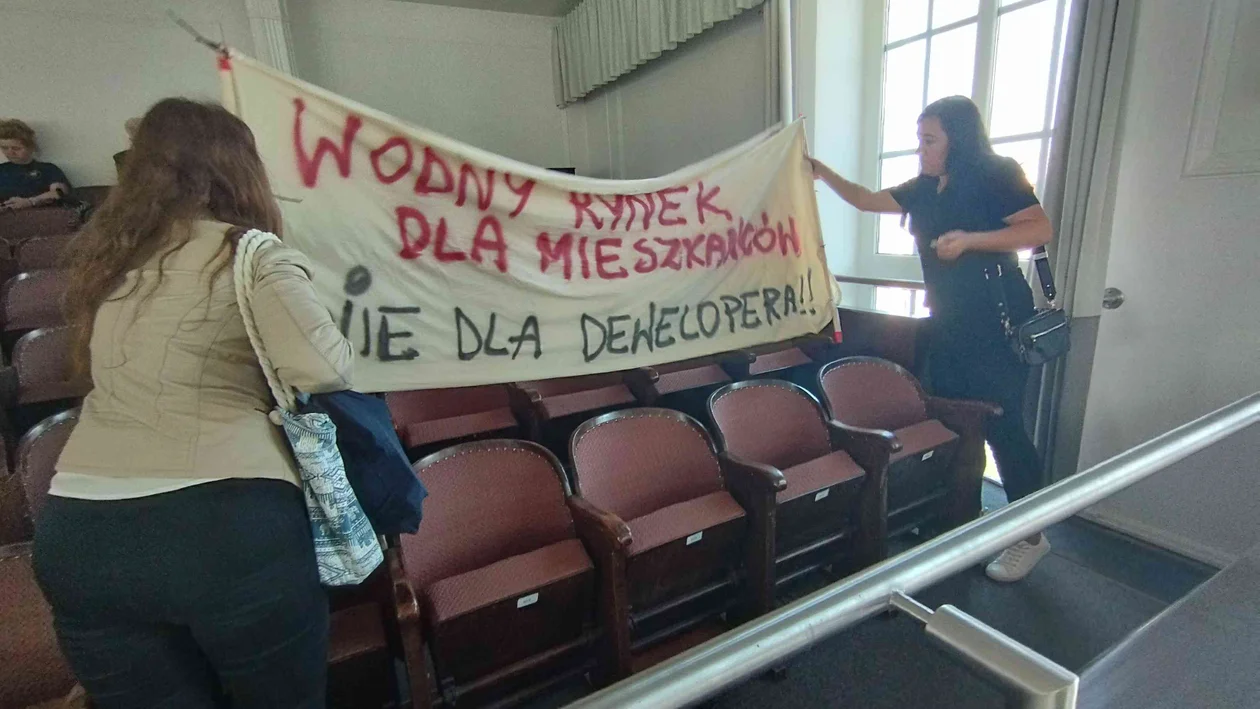 WODNY RYNEK
DLA MIESZKAŃCÓW
NIE DLA DEWELOPERA!!